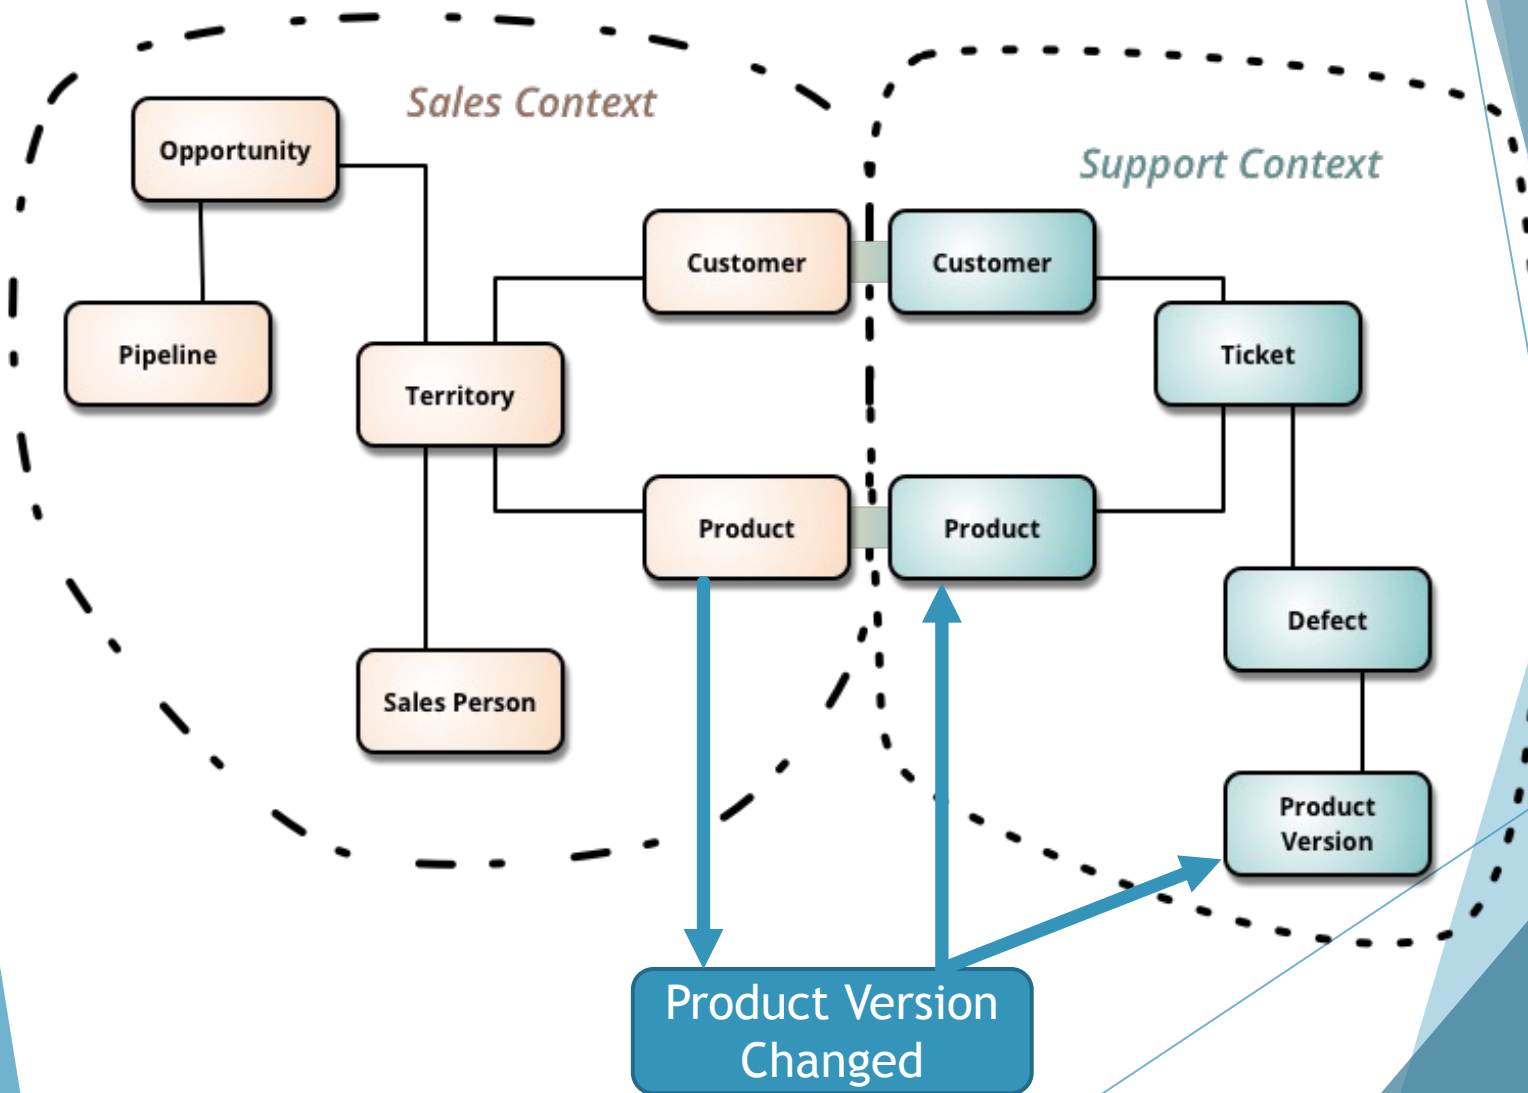 Sales Context
Support Context
Opportunity
Customer
Customer
Pipeline
Territory
Ticket
Product
Product
Defect
Sales Person
Product
Version
Product Version
Changed